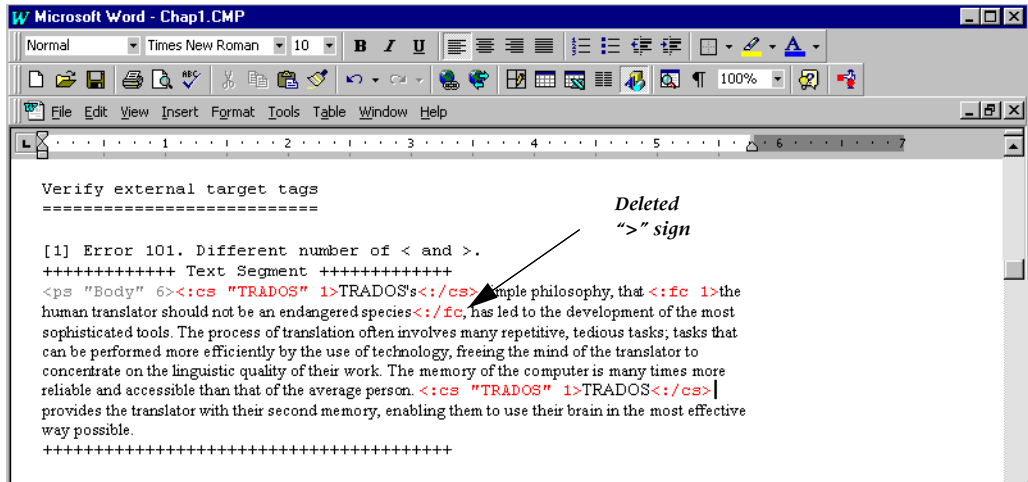 Microsoft Word - Chap1.CMP
Normal Times New Roman 10 B I U
100%
File Edit View Insert Format Tools Table Window Help
1 2 3 4 5 6 7
Verify external target tags
===========================
Deleted
“>” sign
[1] Error 101. Different number of < and >.
+++++++++++++ Text Segment +++++++++++++
<ps "Body" 6><:cs "TRADOS" 1>TRADOS's<:/cs> simple philosophy, that <:fc 1>the
human translator should not be an endangered species<:/fc, has led to the development of the most
sophisticated tools. The process of translation often involves many repetitive, tedious tasks; tasks that
can be performed more efficiently by the use of technology, freeing the mind of the translator to
concentrate on the linguistic quality of their work. The memory of the computer is many times more
reliable and accessible than that of the average person. <:cs "TRADOS" 1>TRADOS<:/cs>
provides the translator with their second memory, enabling them to use their brain in the most effective
way possible.
++++++++++++++++++++++++++++++++++++++++